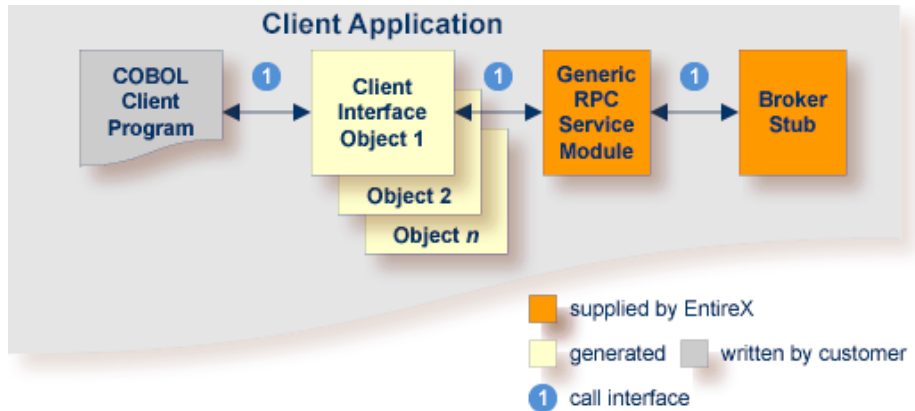 Client Application
COBOL
Client
Program
1
Client
Interface
Object 1
Object 2
Object n
1
Generic
RPC
Service
Module
1
Broker
Stub
supplied by EntireX
generated
written by customer
1 call interface